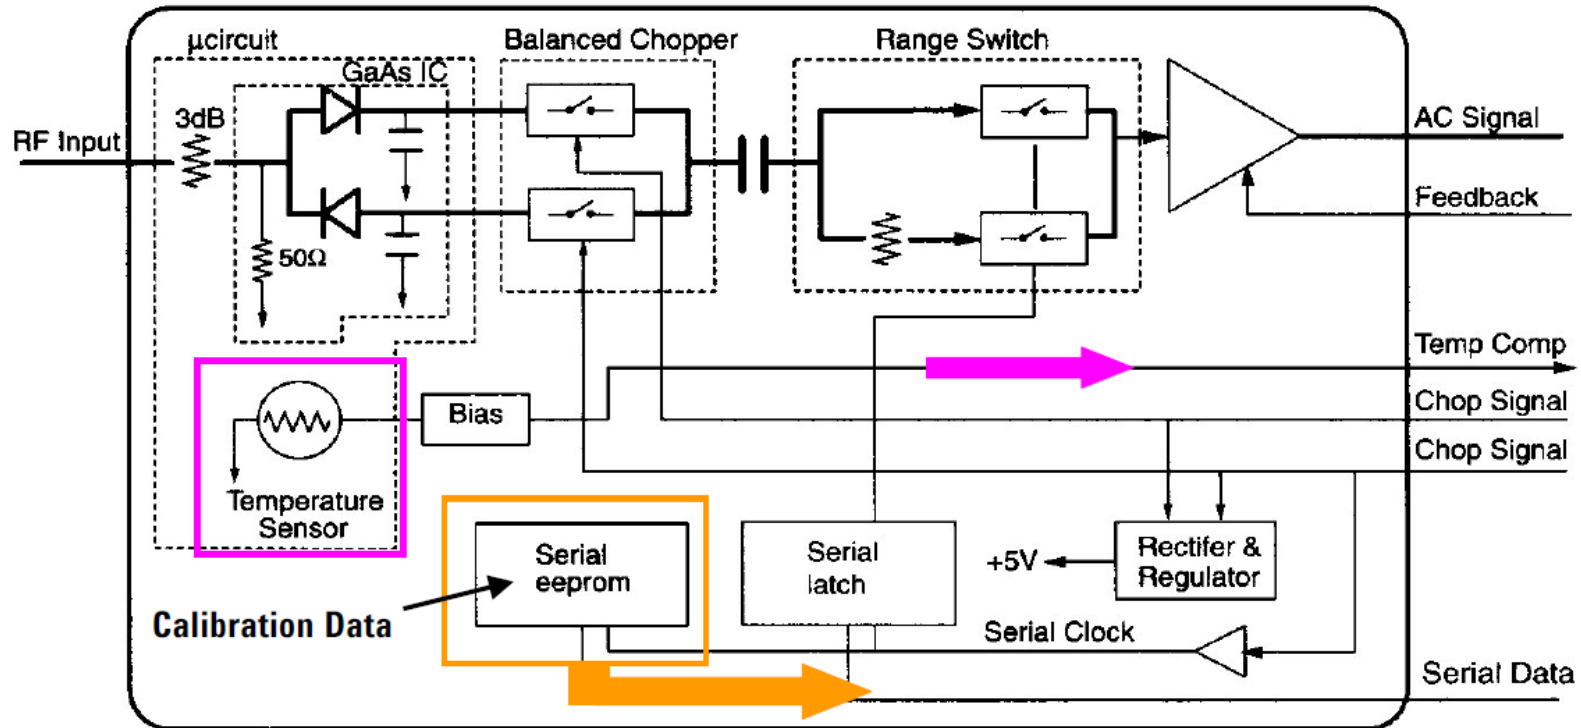 μcircuit
Balanced Chopper
Range Switch
GaAs IC
3dB
RF Input
AC Signal
Feedback
50Ω
Temp Comp
Bias
Chop Signal
Chop Signal
Temperature
Sensor
Serial
eeprom
Serial
latch
+5V
Rectifer &
Regulator
Calibration Data
Serial Clock
Serial Data